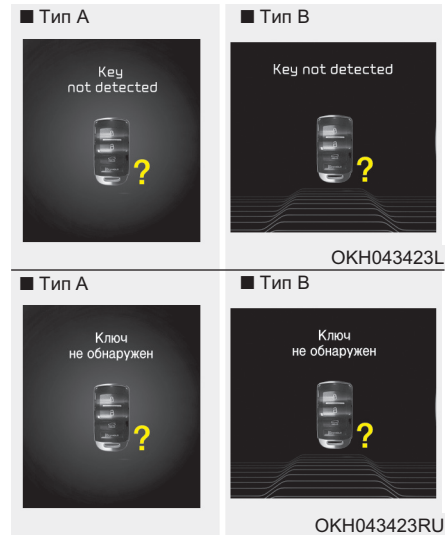 ■ Тип A
■ Тип B
Key
not detected
Key not detected
?
?
OKH043423L
■ Тип A
■ Тип B
Ключ
не обнаружен
Ключ
не обнаружен
?
?
OKH043423RU